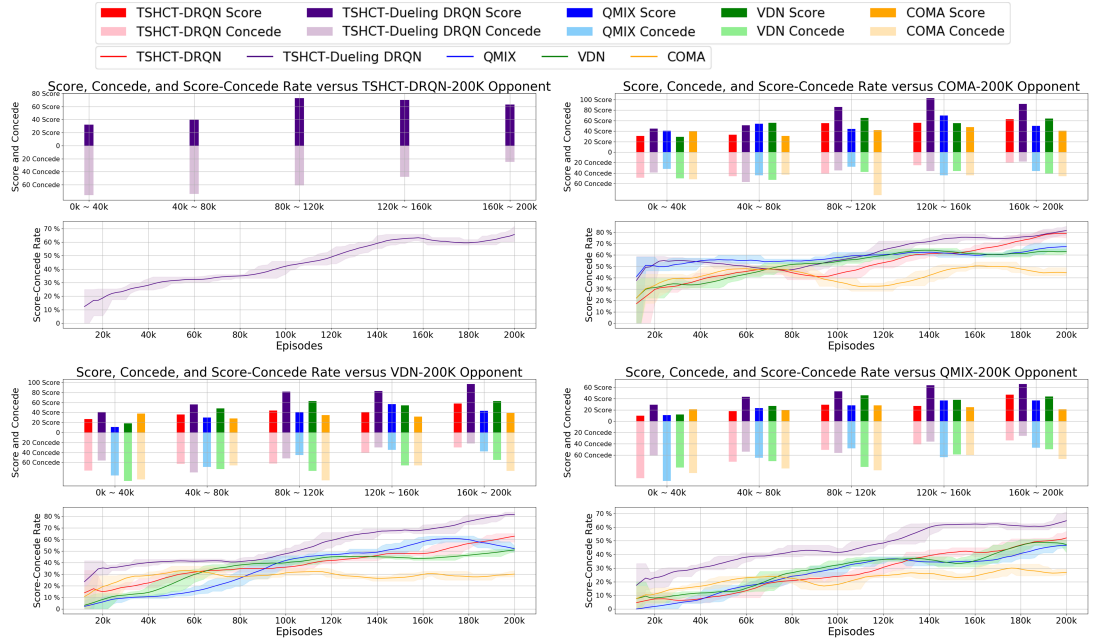 TSHCT-DRQN Score TSHCT-Dueling DRQN Score QMIX Score VDN Score COMA Score
TSHCT-DRQN Concede TSHCT-Dueling DRQN Concede QMIX Concede VDN Concede COMA Concede
TSHCT-DRQN TSHCT-Dueling DRQN QMIX VDN COMA
Score, Concede, and Score-Concede Rate versus TSHCT-DRQN-200K Opponent
Score and Concede
80 Score
60 Score
40 Score
20 Score
0
20 Concede
40 Concede
60 Concede
0k ~ 40k 40k ~ 80k 80k ~ 120k 120k ~ 160k 160k ~ 200k
Score-Concede Rate
70 %
60 %
50 %
40 %
30 %
20 %
10 %
0
20k 40k 60k 80k 100k 120k 140k 160k 180k 200k
Episodes
Score, Concede, and Score-Concede Rate versus COMA-200K Opponent
Score and Concede
100 Score
80 Score
60 Score
40 Score
20 Score
0
20 Concede
40 Concede
60 Concede
0k ~ 40k 40k ~ 80k 80k ~ 120k 120k ~ 160k 160k ~ 200k
Score-Concede Rate
80 %
70 %
60 %
50 %
40 %
30 %
20 %
10 %
0
20k 40k 60k 80k 100k 120k 140k 160k 180k 200k
Episodes
Score, Concede, and Score-Concede Rate versus VDN-200K Opponent
Score and Concede
100 Score
80 Score
60 Score
40 Score
20 Score
0
20 Concede
40 Concede
60 Concede
0k ~ 40k 40k ~ 80k 80k ~ 120k 120k ~ 160k 160k ~ 200k
Score-Concede Rate
80 %
70 %
60 %
50 %
40 %
30 %
20 %
10 %
0
20k 40k 60k 80k 100k 120k 140k 160k 180k 200k
Episodes
Score, Concede, and Score-Concede Rate versus QMIX-200K Opponent
Score and Concede
60 Score
40 Score
20 Score
0
20 Concede
40 Concede
60 Concede
80 Concede
0k ~ 40k 40k ~ 80k 80k ~ 120k 120k ~ 160k 160k ~ 200k
Score-Concede Rate
70 %
60 %
50 %
40 %
30 %
20 %
10 %
0
20k 40k 60k 80k 100k 120k 140k 160k 180k 200k
Episodes